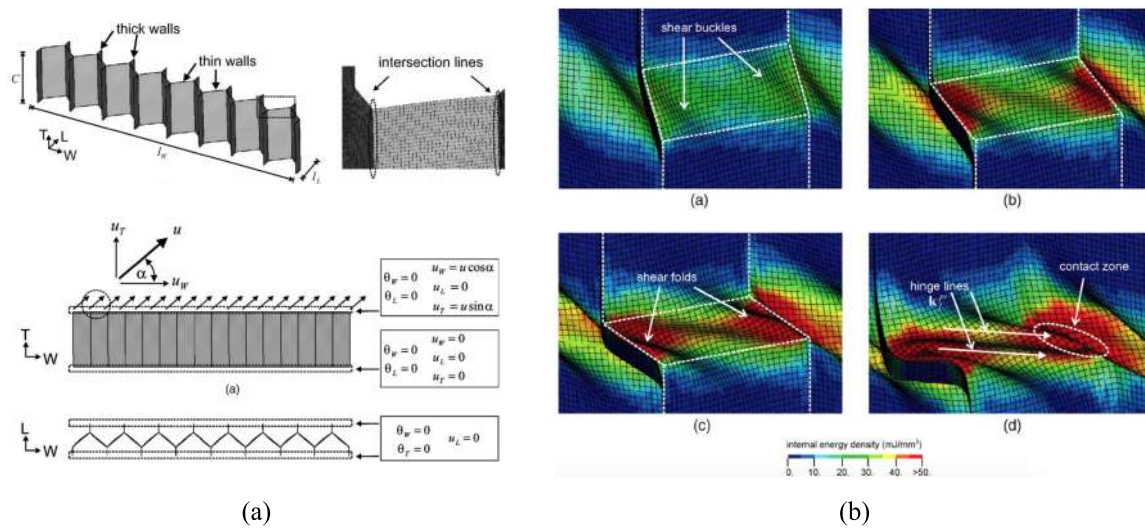 thick walls
thin walls
C
T
L
W
l_W
l_L
intersection lines
u_T
u
α
u_W
θ_W = 0 u_W = u cosα
θ_L = 0 u_L = 0
u_T = u sinα
T
W
θ_W = 0 u_W = 0
θ_L = 0 u_L = 0
u_T = 0
(a)
L
W
θ_W = 0 u_L = 0
θ_T = 0
(a)
shear buckles
(a)
(b)
shear folds
(c)
contact zone
hinge lines
(d)
internal energy density (mJ/mm³)
0. 10. 20. 30. 40. >50.
(b)